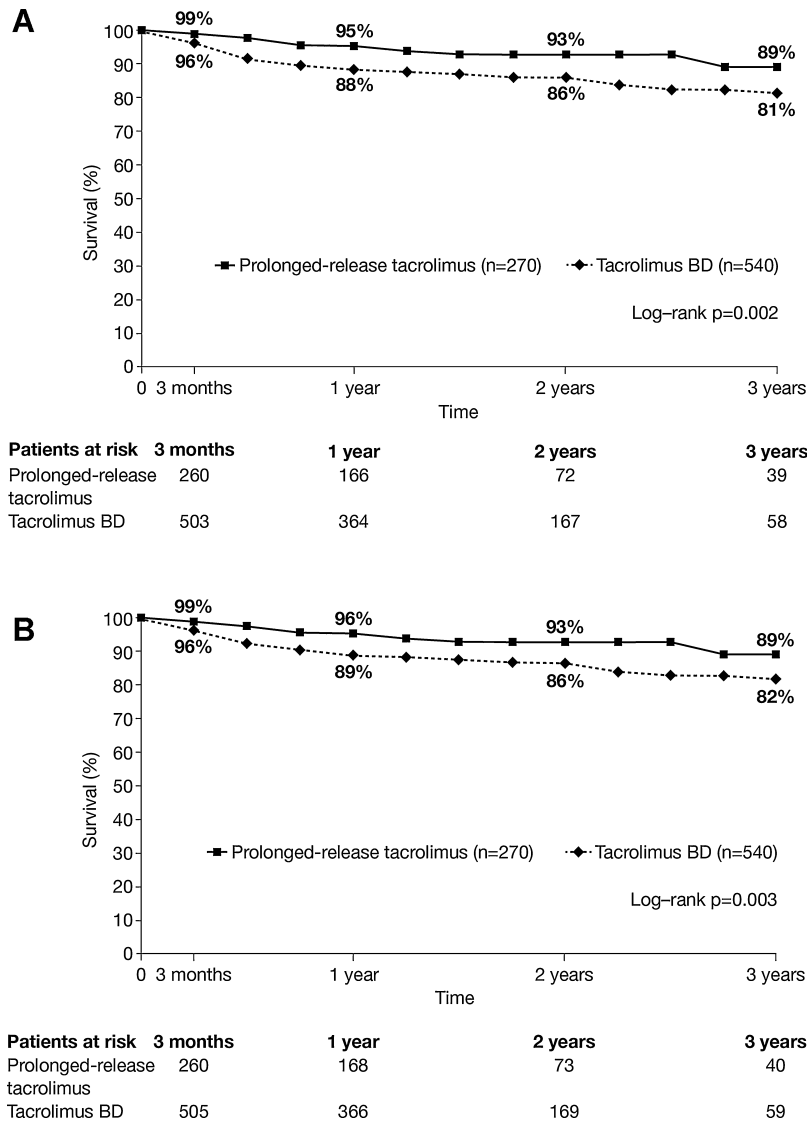 A
100
99%
95%
93%
89%
90
96%
88%
86%
81%
80
70
60
50
40
30
20
10
0
Survival (%)
Prolonged-release tacrolimus (n=270) Tacrolimus BD (n=540)
Log–rank p=0.002
0 3 months 1 year 2 years 3 years
Time
Patients at risk 3 months 1 year 2 years 3 years
Prolonged-release 260 166 72 39
tacrolimus
Tacrolimus BD 503 364 167 58
B
100
99%
96%
93%
89%
90
96%
89%
86%
82%
80
70
60
50
40
30
20
10
0
Survival (%)
Prolonged-release tacrolimus (n=270) Tacrolimus BD (n=540)
Log–rank p=0.003
0 3 months 1 year 2 years 3 years
Time
Patients at risk 3 months 1 year 2 years 3 years
Prolonged-release 260 168 73 40
tacrolimus
Tacrolimus BD 505 366 169 59